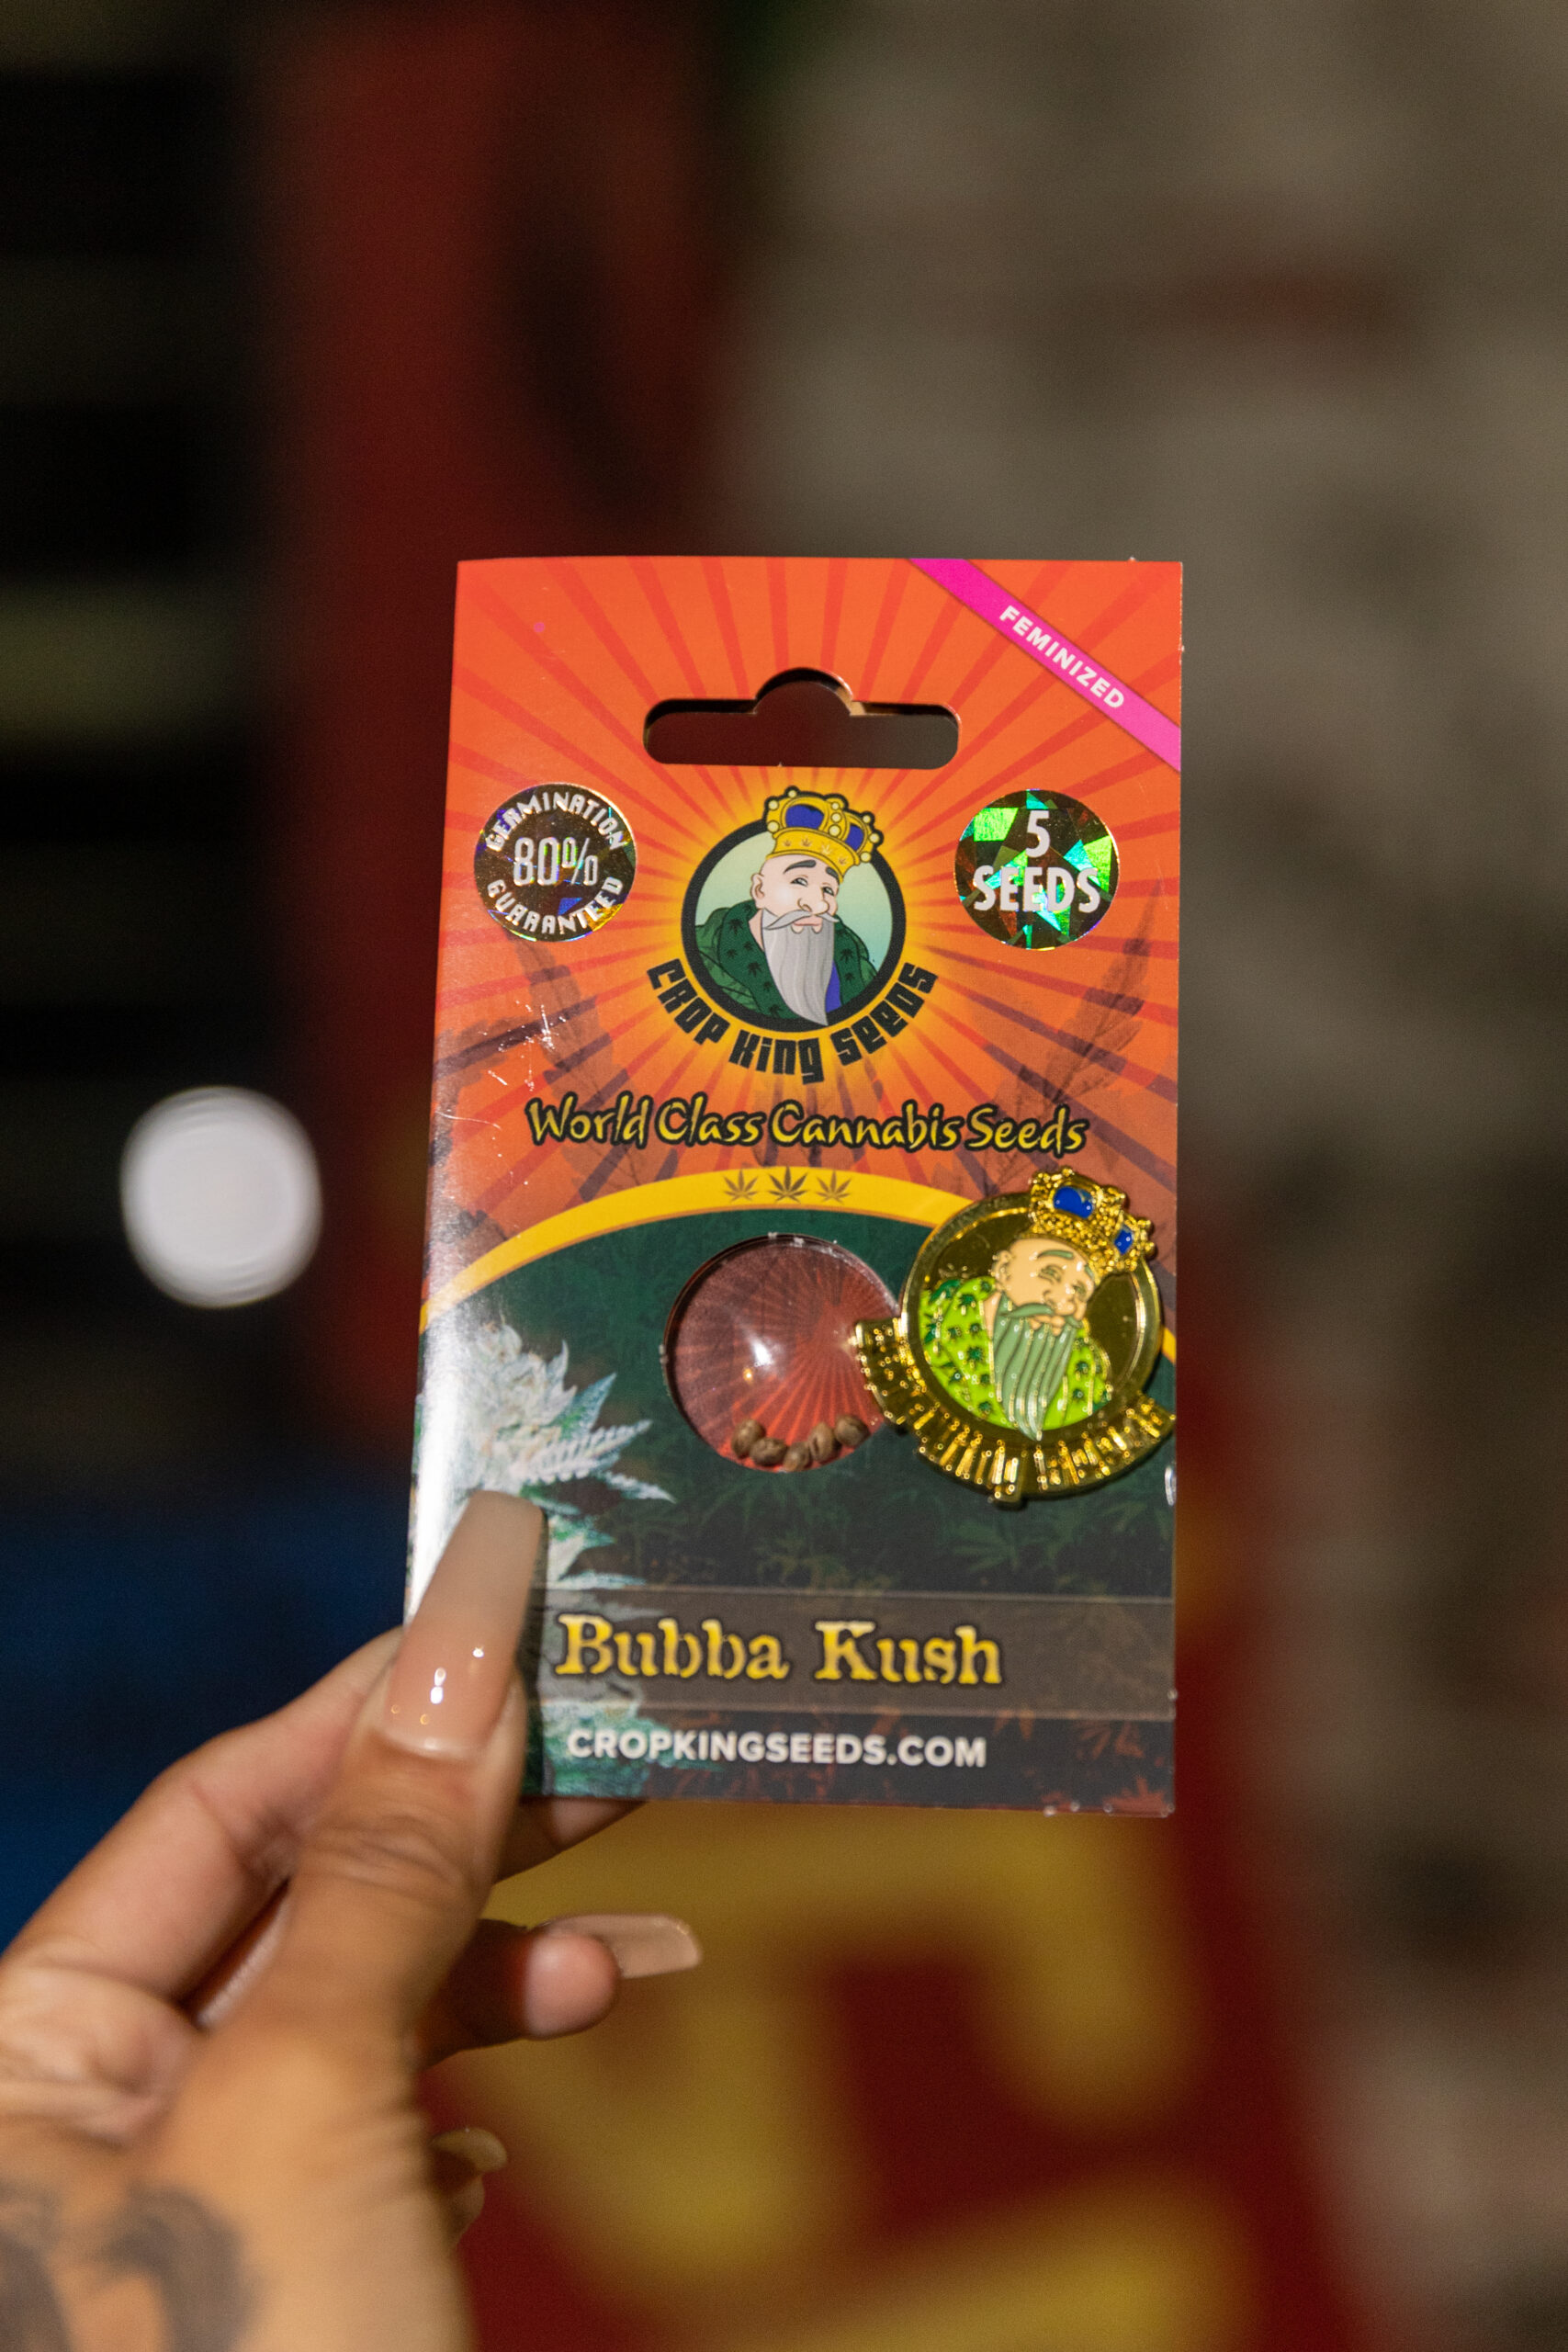 FEMINIZED
GERMINATION
80%
GUARANTEED
5
SEEDS
CROP KING SEEDS
World Class Cannabis Seeds
Bubba Kush
CROPKINGSEEDS.COM